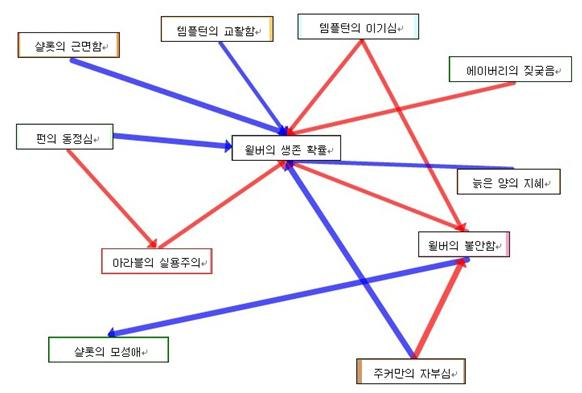 샬롯의 근면함
템플턴의 교활함
템플턴의 이기심
에이버리의 짖궂음
펀의 동정심
윌버의 생존 확률
늙은 양의 지혜
아라블의 실용주의
윌버의 불안함
샬롯의 모성애
주커만의 자부심